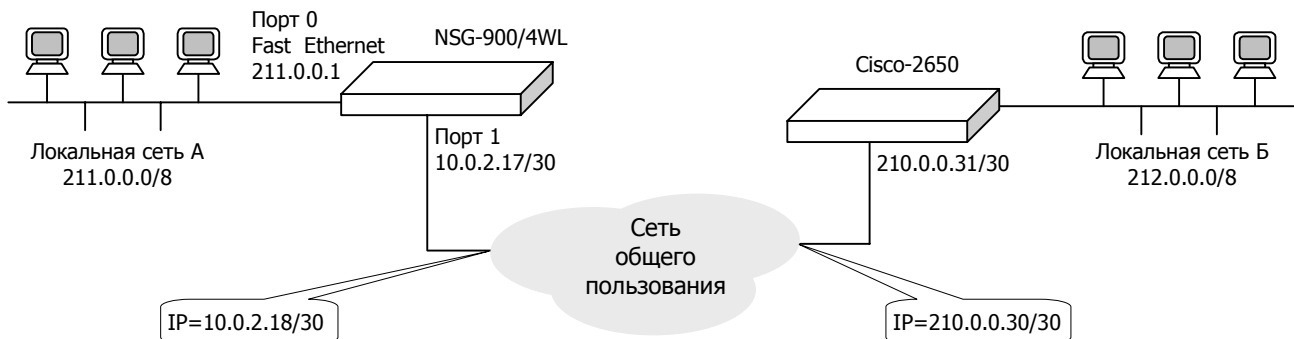 Порт 0
Fast Ethernet
211.0.0.1
NSG-900/4WL
Cisco-2650
Порт 1
10.0.2.17/30
210.0.0.31/30
Локальная сеть А
211.0.0.0/8
Локальная сеть Б
212.0.0.0/8
Сеть
общего
пользования
IP=10.0.2.18/30
IP=210.0.0.30/30